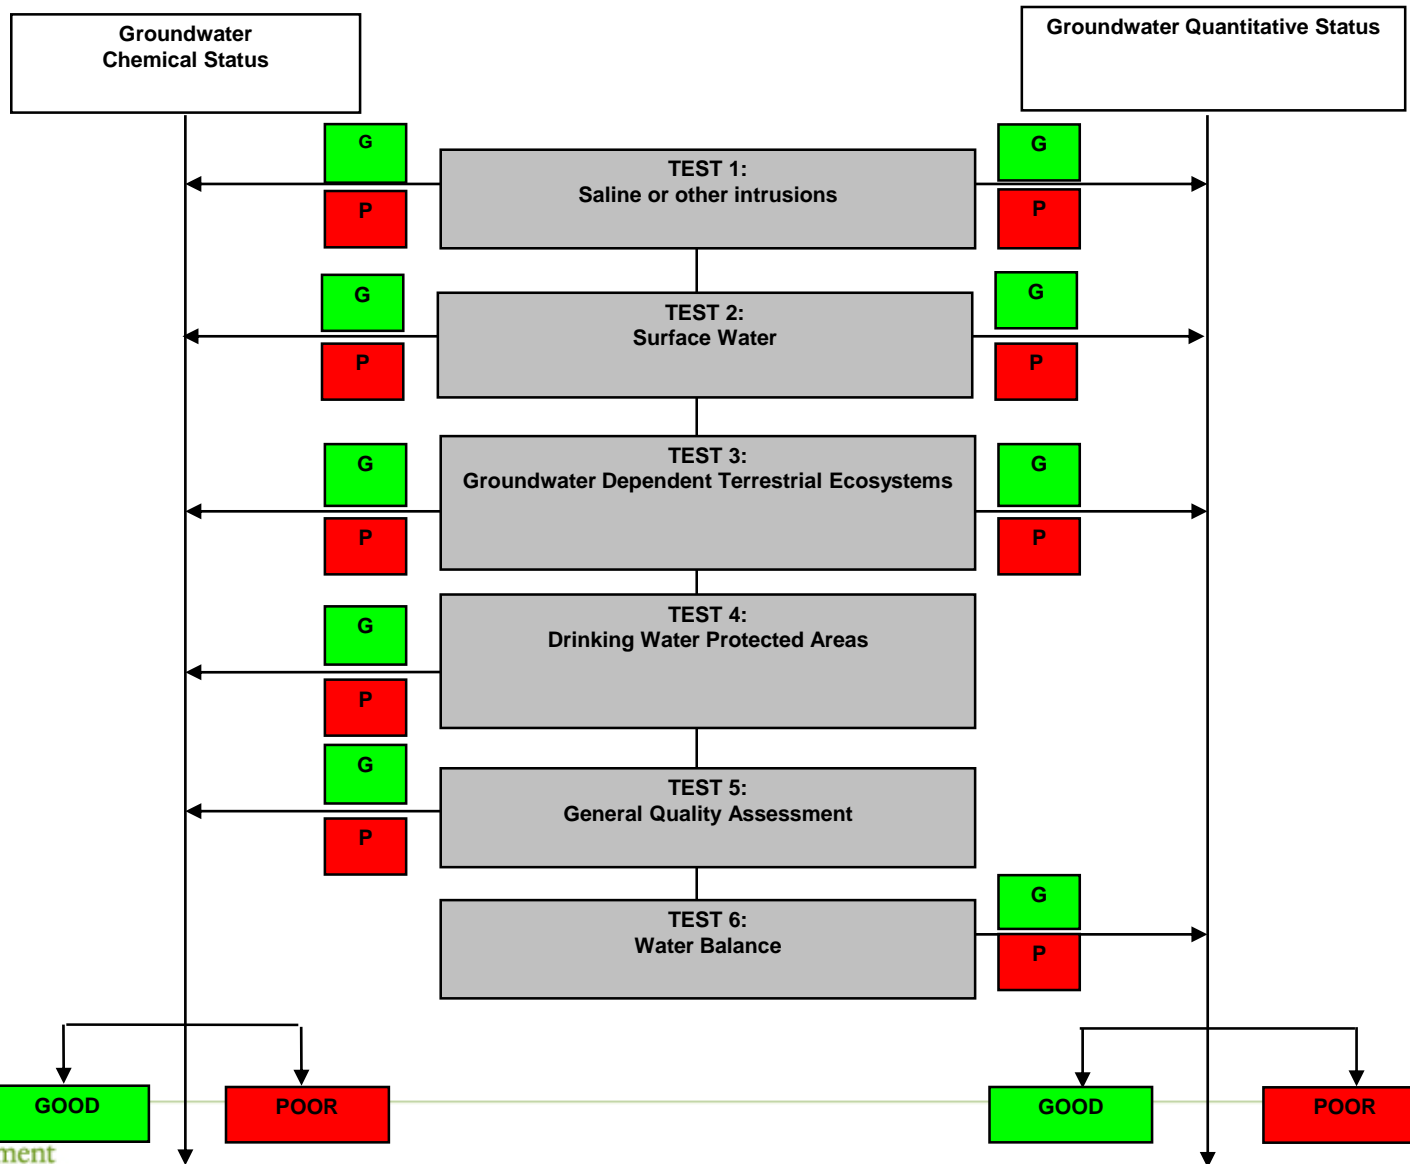 Groundwater
Chemical Status
Groundwater Quantitative Status
G
P
TEST 1:
Saline or other intrusions
G
P
G
P
TEST 2:
Surface Water
G
P
G
P
TEST 3:
Groundwater Dependent Terrestrial Ecosystems
G
P
G
P
TEST 4:
Drinking Water Protected Areas
G
P
TEST 5:
General Quality Assessment
TEST 6:
Water Balance
G
P
GOOD
POOR
GOOD
POOR
ment